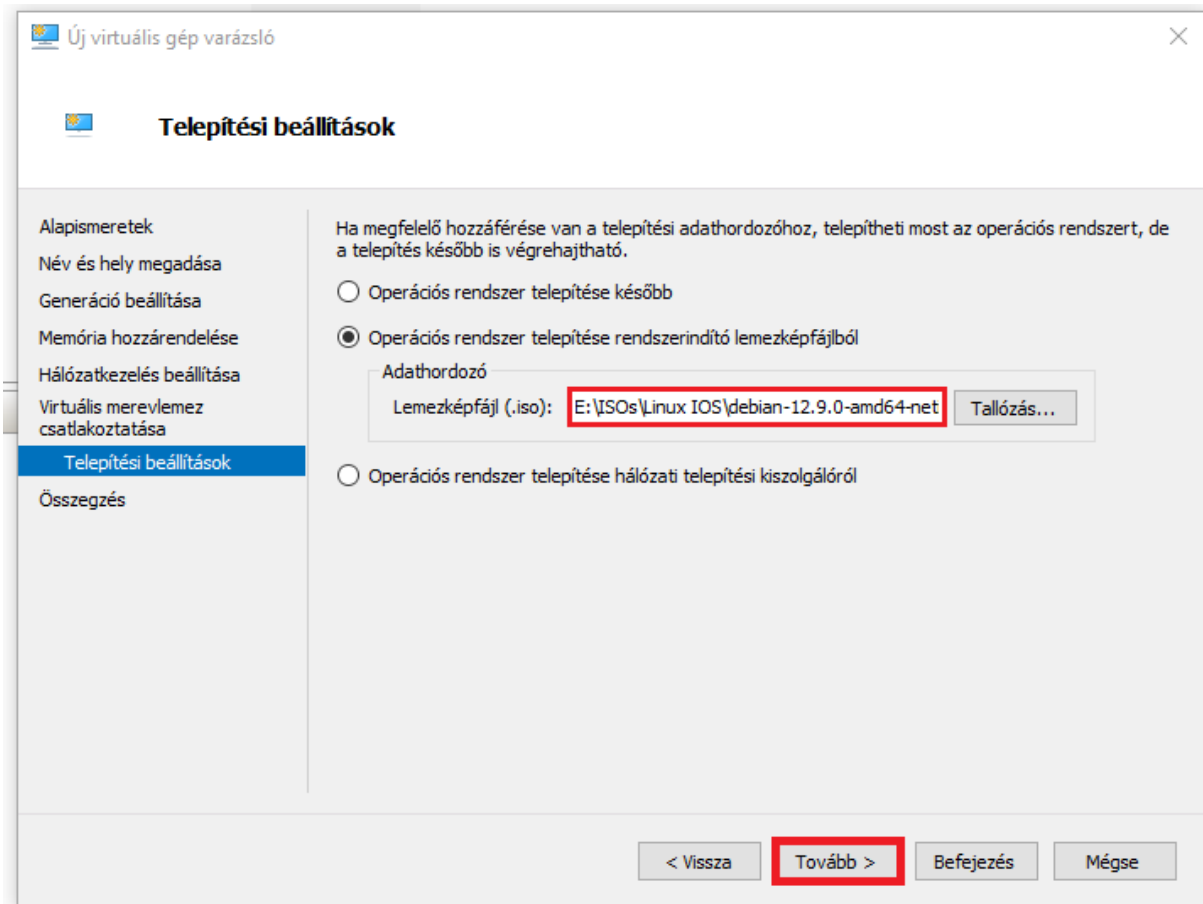 Új virtuális gép varázsló
Telepítési beállítások
Alapismeretek
Név és hely megadása
Generáció beállítása
Memória hozzárendelése
Hálózatkezelés beállítása
Virtuális merevlemez
csatlakoztatása
Telepítési beállítások
Összegzés
Ha megfelelő hozzáférése van a telepítési adathordozóhoz, telepítheti most az operációs rendszert, de
a telepítés később is végrehajtható.
Operációs rendszer telepítése később
Operációs rendszer telepítése rendszerindító lemezképfájlból
Adathordozó
Lemezképfájl (.iso): E:\ISOs\Linux IOS\debian-12.9.0-amd64-net Tallózás...
Operációs rendszer telepítése hálózati telepítési kiszolgálóról
< Vissza Tovább > Befejezés Mégse